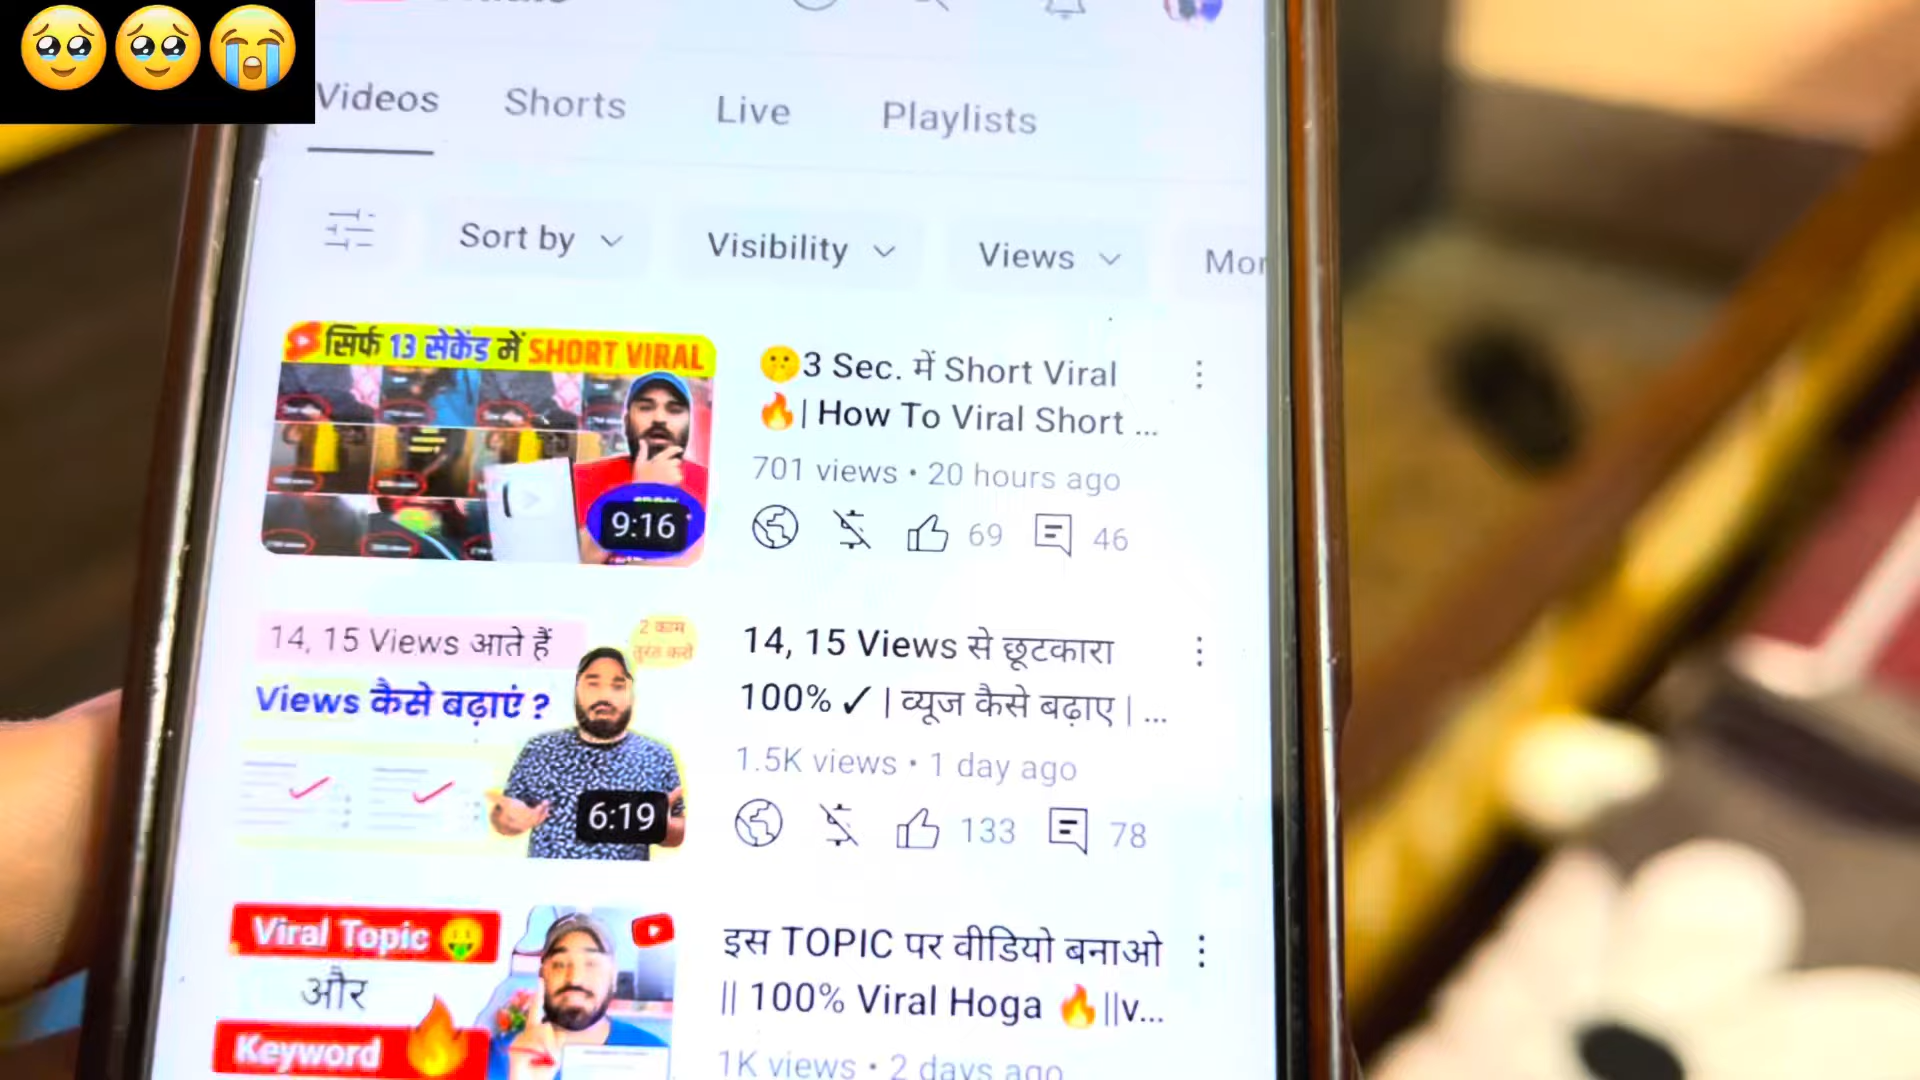 Videos Shorts Live Playlists
Sort by Visibility Views Mor
सिर्फ 13 सेकेंड में SHORT VIRAL
9:16
🤫3 Sec. में Short Viral
🔥| How To Viral Short ...
701 views • 20 hours ago
69 46
14, 15 Views आते हैं
2 काम
तुरंत करो
Views कैसे बढ़ाएं ?
6:19
14, 15 Views से छूटकारा
100% ✓ | व्यूज कैसे बढ़ाए | ...
1.5K views • 1 day ago
133 78
Viral Topic 🤑
और
Keyword
इस TOPIC पर वीडियो बनाओ
|| 100% Viral Hoga 🔥||v...
1K views • 2 days ago